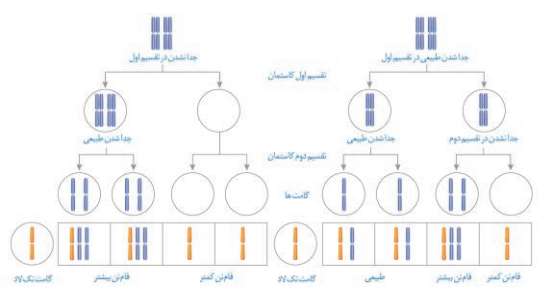 جدا شدن طبیعی در تقسیم اول
جدا نشدن در تقسیم اول
تقسیم اول کاستمان
جدا نشدن در تقسیم دوم
جدا شدن طبیعی
جدا شدن طبیعی
تقسیم دوم کاستمان
گامت‌ها
فام‌تن کمتر
فام‌تن بیشتر
طبیعی
گامت تک‌لاد
فام‌تن کمتر
فام‌تن بیشتر
گامت تک‌لاد